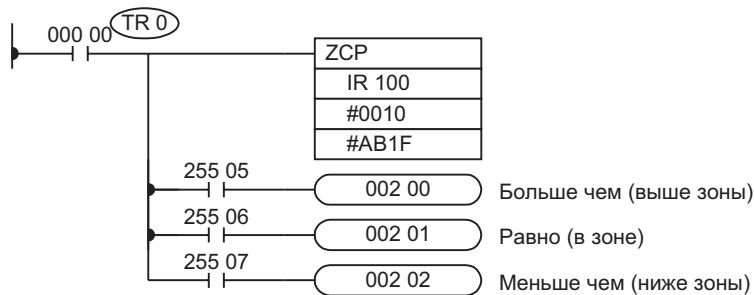 000 00
TR 0
ZCP
IR 100
#0010
#AB1F
255 05
002 00
Больше чем (выше зоны)
255 06
002 01
Равно (в зоне)
255 07
002 02
Меньше чем (ниже зоны)